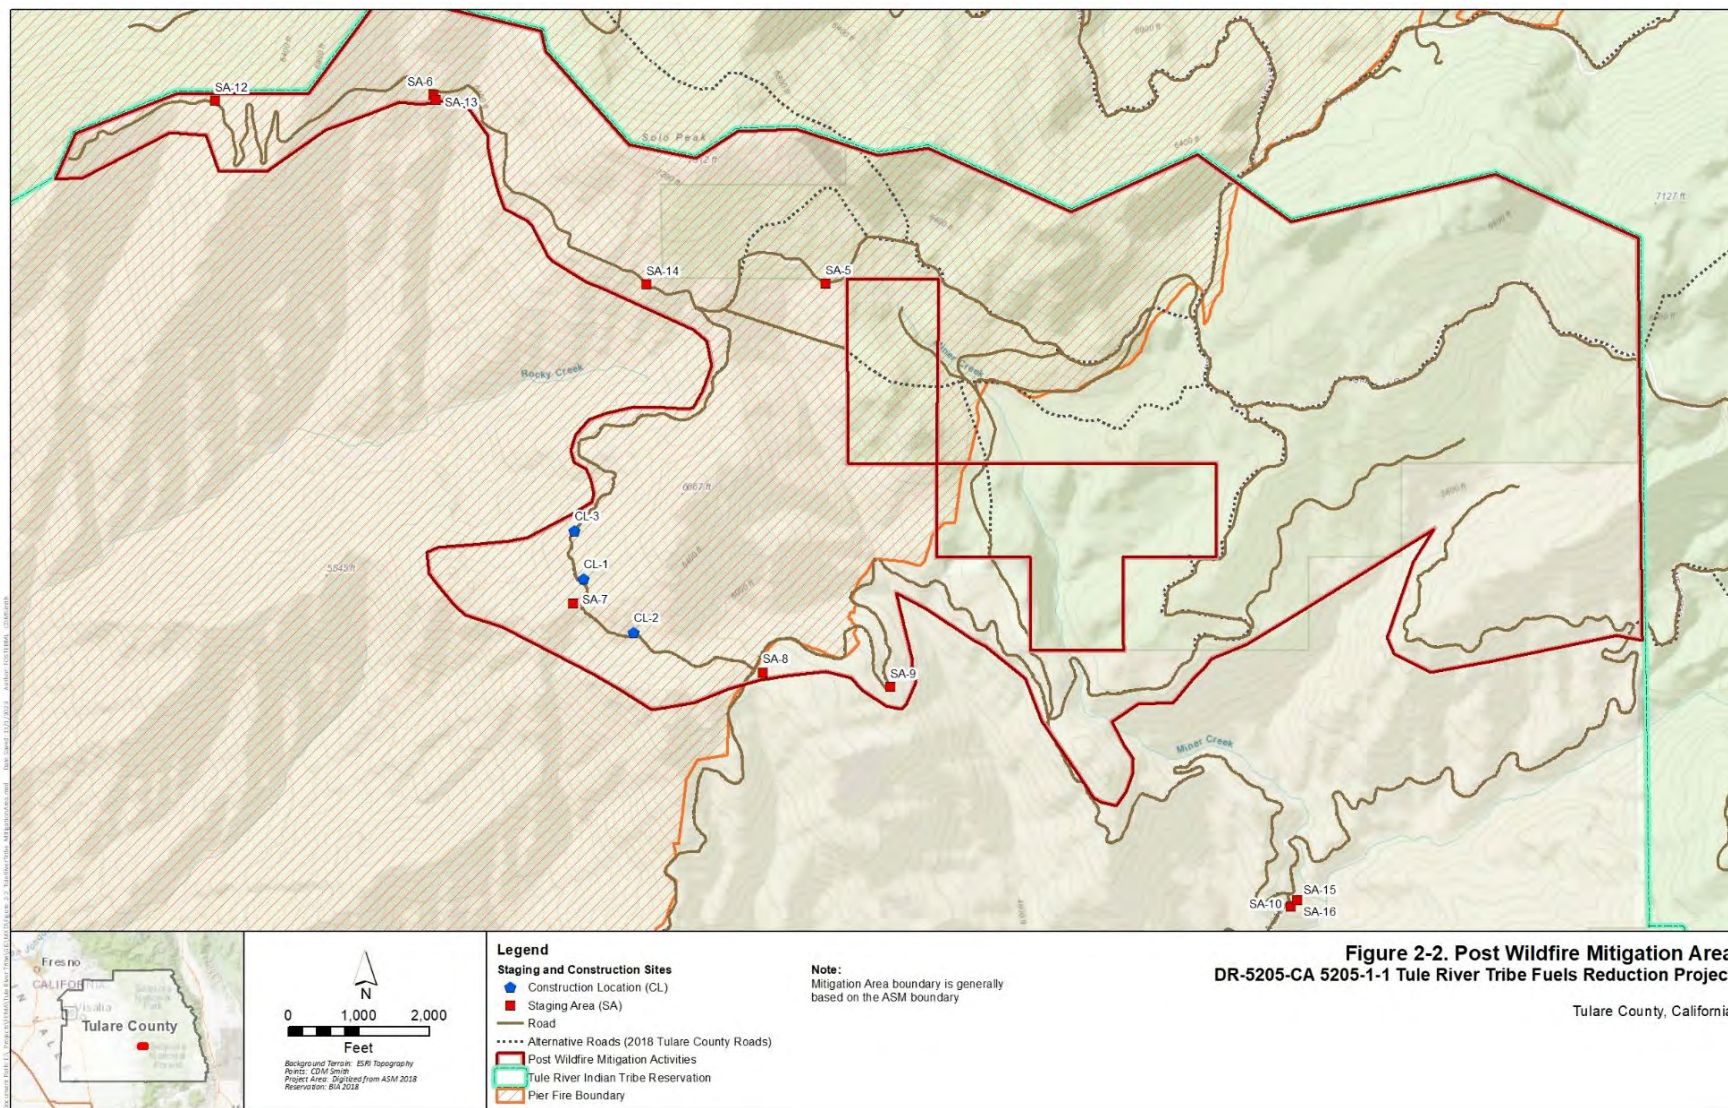 SA-12
SA-6
SA-13
Solo Peak
6400 ft
7127 ft
SA-14
SA-5
Rocky Creek
Miner Creek
6667 ft
CL-3
CL-1
SA-7
CL-2
5845 ft
6400 ft
6000 ft
SA-8
SA-9
Miner Creek
SA-15
SA-10
SA-16
Fresno
CALIFORNIA
Visalia
Tulare County
N
0 1,000 2,000
Feet
Background Terrain: ESRI Topography
Points: CDM Smith
Project Area: Digitized from ASM 2018
Reservation: BIA 2018
Legend
Staging and Construction Sites
Construction Location (CL)
Staging Area (SA)
Road
Alternative Roads (2018 Tulare County Roads)
Post Wildfire Mitigation Activities
Tule River Indian Tribe Reservation
Pier Fire Boundary
Note:
Mitigation Area boundary is generally
based on the ASM boundary
Figure 2-2. Post Wildfire Mitigation Area
DR-5205-CA 5205-1-1 Tule River Tribe Fuels Reduction Projec
Tulare County, California